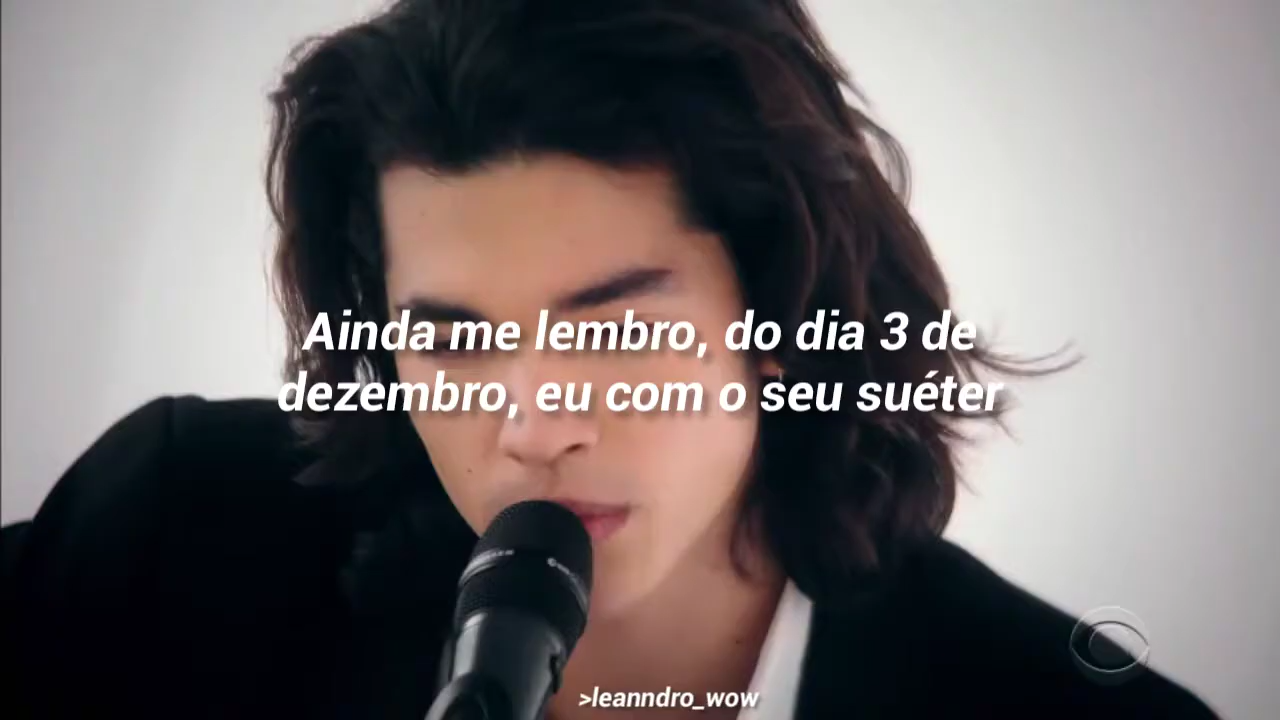 Ainda me lembro, do dia 3 de
dezembro, eu com o seu suéter
>leanndro_wow